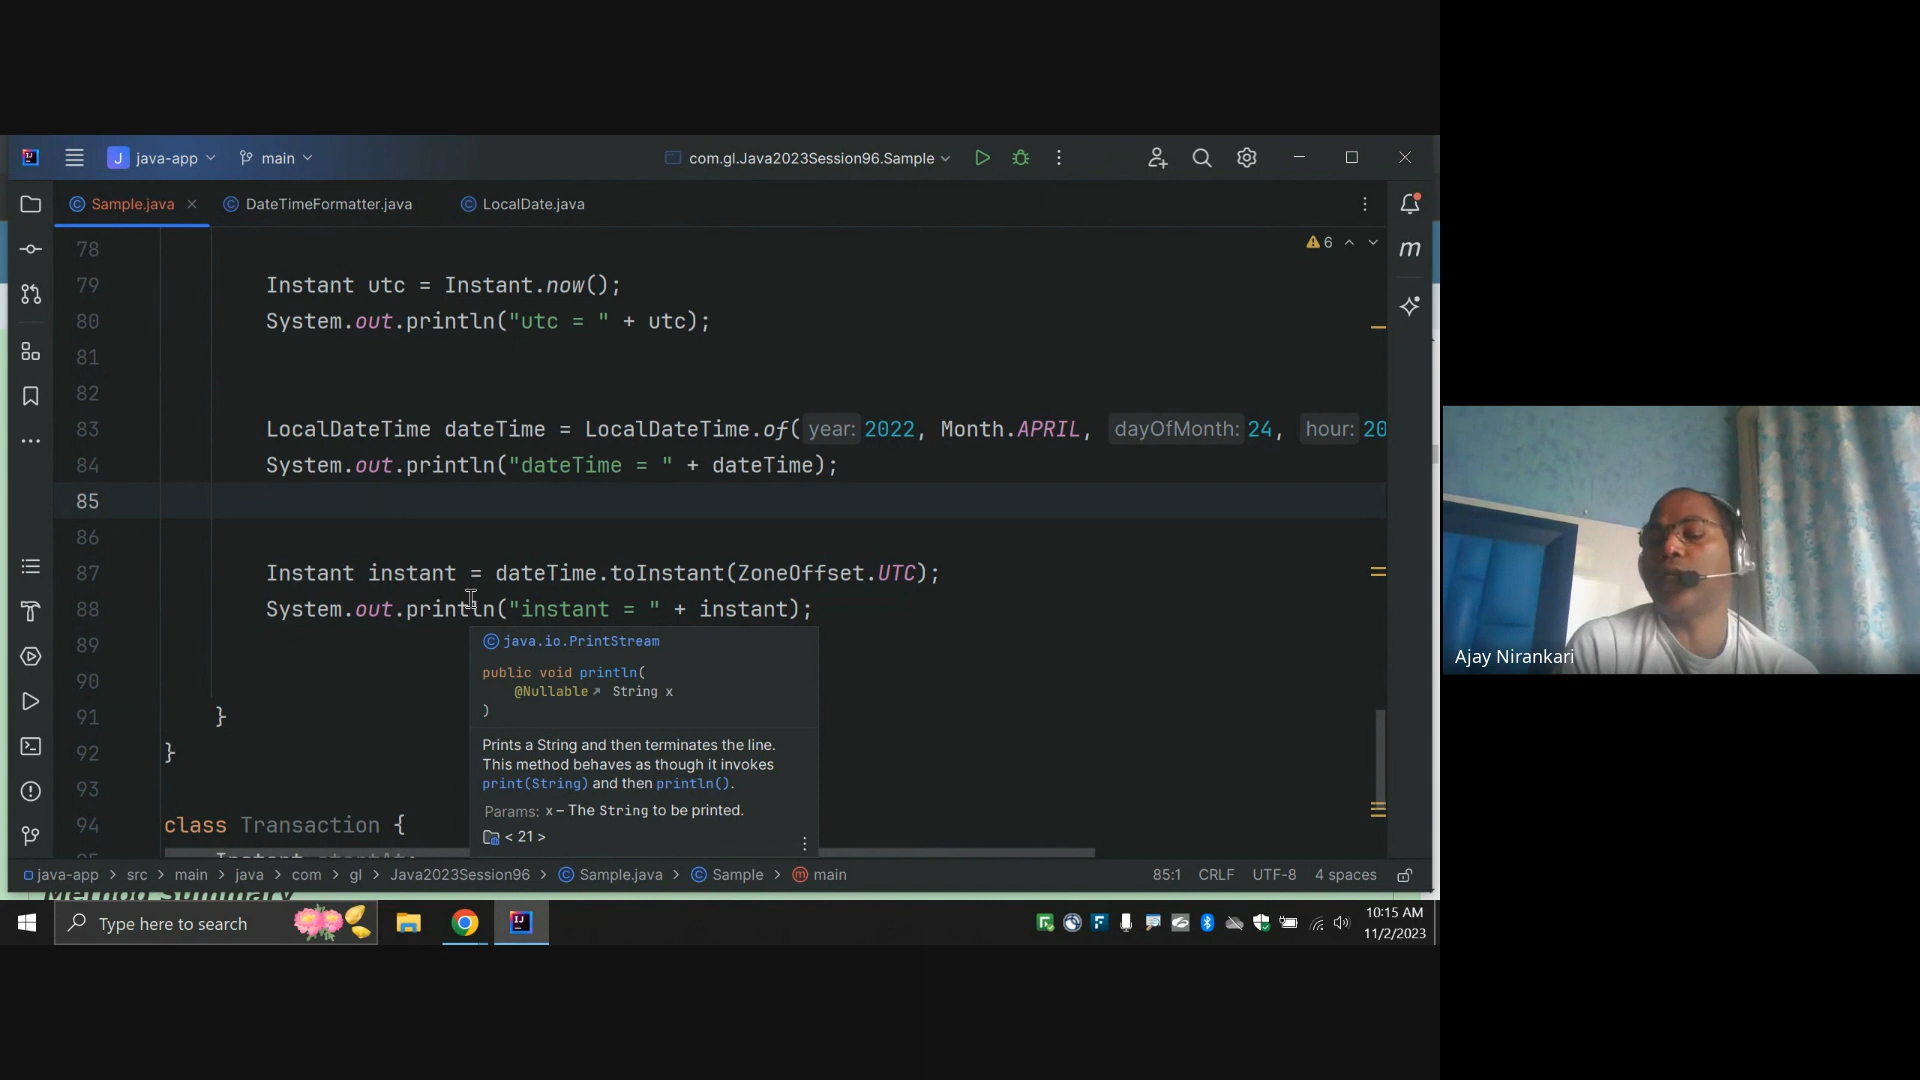 J java-app main com.gl.Java2023Session96.Sample
Sample.java DateTimeFormatter.java LocalDate.java
78
6
79 Instant utc = Instant.now();
80 System.out.println("utc = " + utc);
81
82
83 LocalDateTime dateTime = LocalDateTime.of( year: 2022, Month.APRIL, dayOfMonth: 24, hour: 20
84 System.out.println("dateTime = " + dateTime);
85
86
87 Instant instant = dateTime.toInstant(ZoneOffset.UTC);
88 System.out.println("instant = " + instant);
89
90
91 }
92 }
93
94 class Transaction {
java.io.PrintStream
public void println(
@Nullable String x
)
Prints a String and then terminates the line.
This method behaves as though it invokes
print(String) and then println().
Params: x – The String to be printed.
< 21 >
java-app > src > main > java > com > gl > Java2023Session96 > Sample.java > Sample > main 85:1 CRLF UTF-8 4 spaces
Method Summary
Type here to search
10:15 AM
11/2/2023
Ajay Nirankari